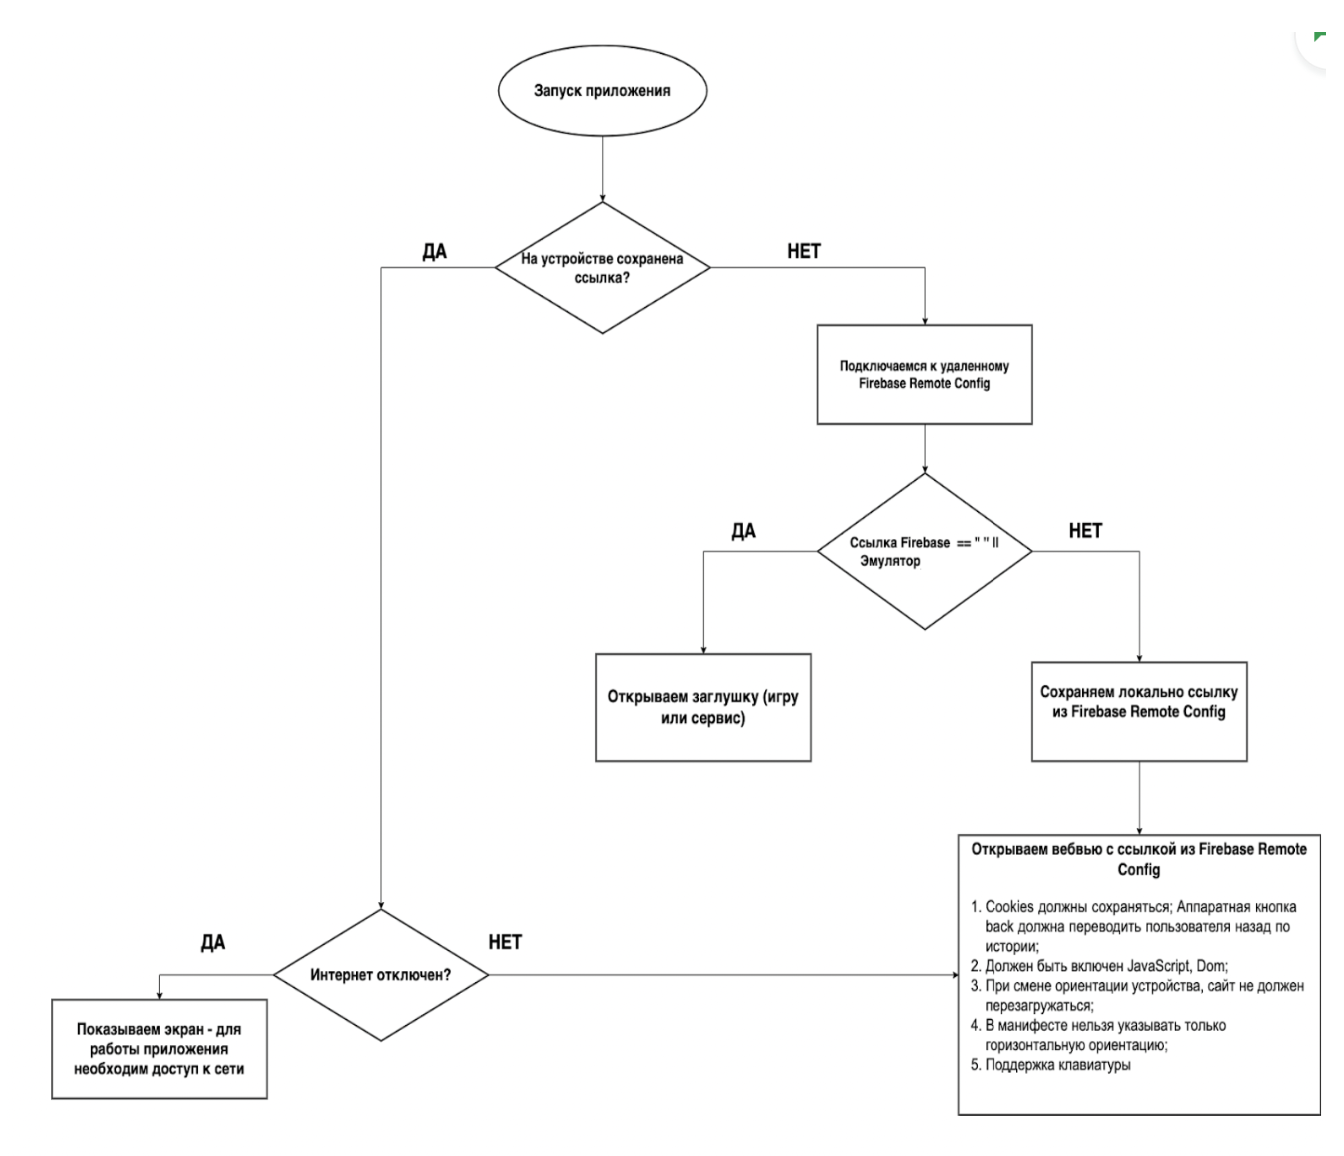 Запуск приложения
На устройстве сохранена
ссылка?
ДА
НЕТ
Подключаемся к удаленному
Firebase Remote Config
Ссылка Firebase == " " ||
Эмулятор
ДА
НЕТ
Открываем заглушку (игру
или сервис)
Сохраняем локально ссылку
из Firebase Remote Config
Открываем вебвью с ссылкой из Firebase Remote
Config
1. Cookies должны сохраняться; Аппаратная кнопка
back должна переводить пользователя назад по
истории;
2. Должен быть включен JavaScript, Dom;
3. При смене ориентации устройства, сайт не должен
перезагружаться;
4. В манифесте нельзя указывать только
горизонтальную ориентацию;
5. Поддержка клавиатуры
Интернет отключен?
ДА
НЕТ
Показываем экран - для
работы приложения
необходим доступ к сети